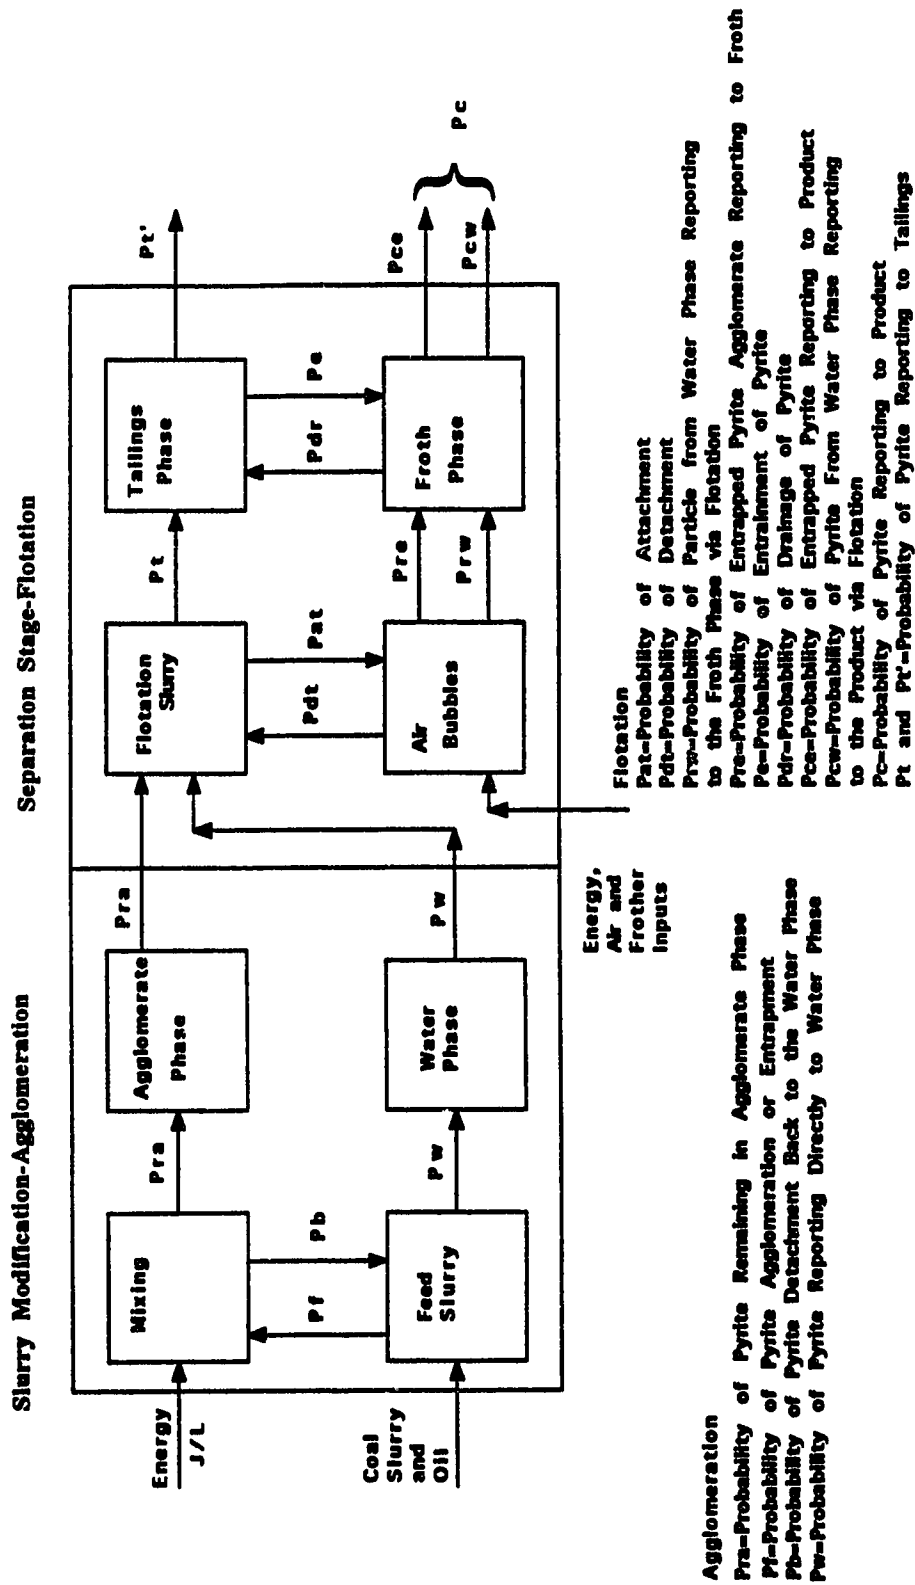 Slurry Modification-Agglomeration
Separation Stage-Flotation
Energy
J/L
Coal
Slurry
and
Oil
Mixing
Pf
Pb
Feed
Slurry
Pra
Pw
Agglomerate
Phase
Water
Phase
Pra
Pw
Energy,
Air and
Frother
Inputs
Flotation
Slurry
Pdt
Pat
Air
Bubbles
Pt
Pre
Prw
Tailings
Phase
Pdr
Pe
Froth
Phase
Pt'
Pce
Pcw
Pc
Agglomeration
Pra=Probability of Pyrite Remaining in Agglomerate Phase
Pf=Probability of Pyrite Agglomeration or Entrapment
Pb=Probability of Pyrite Detachment Back to the Water Phase
Pw=Probability of Pyrite Reporting Directly to Water Phase
Flotation
Pat=Probability of Attachment
Pdt=Probability of Detachment
Prw=Probability of Particle from Water Phase Reporting
to the Froth Phase via Flotation
Pre=Probability of Entrapped Pyrite Agglomerate Reporting to Froth
Pe=Probability of Entrainment of Pyrite
Pdr=Probability of Drainage of Pyrite
Pce=Probability of Entrapped Pyrite Reporting to Product
Pcw=Probability of Pyrite From Water Phase Reporting
to the Product via Flotation
Pc=Probability of Pyrite Reporting to Product
Pt and Pt'=Probability of Pyrite Reporting to Tailings